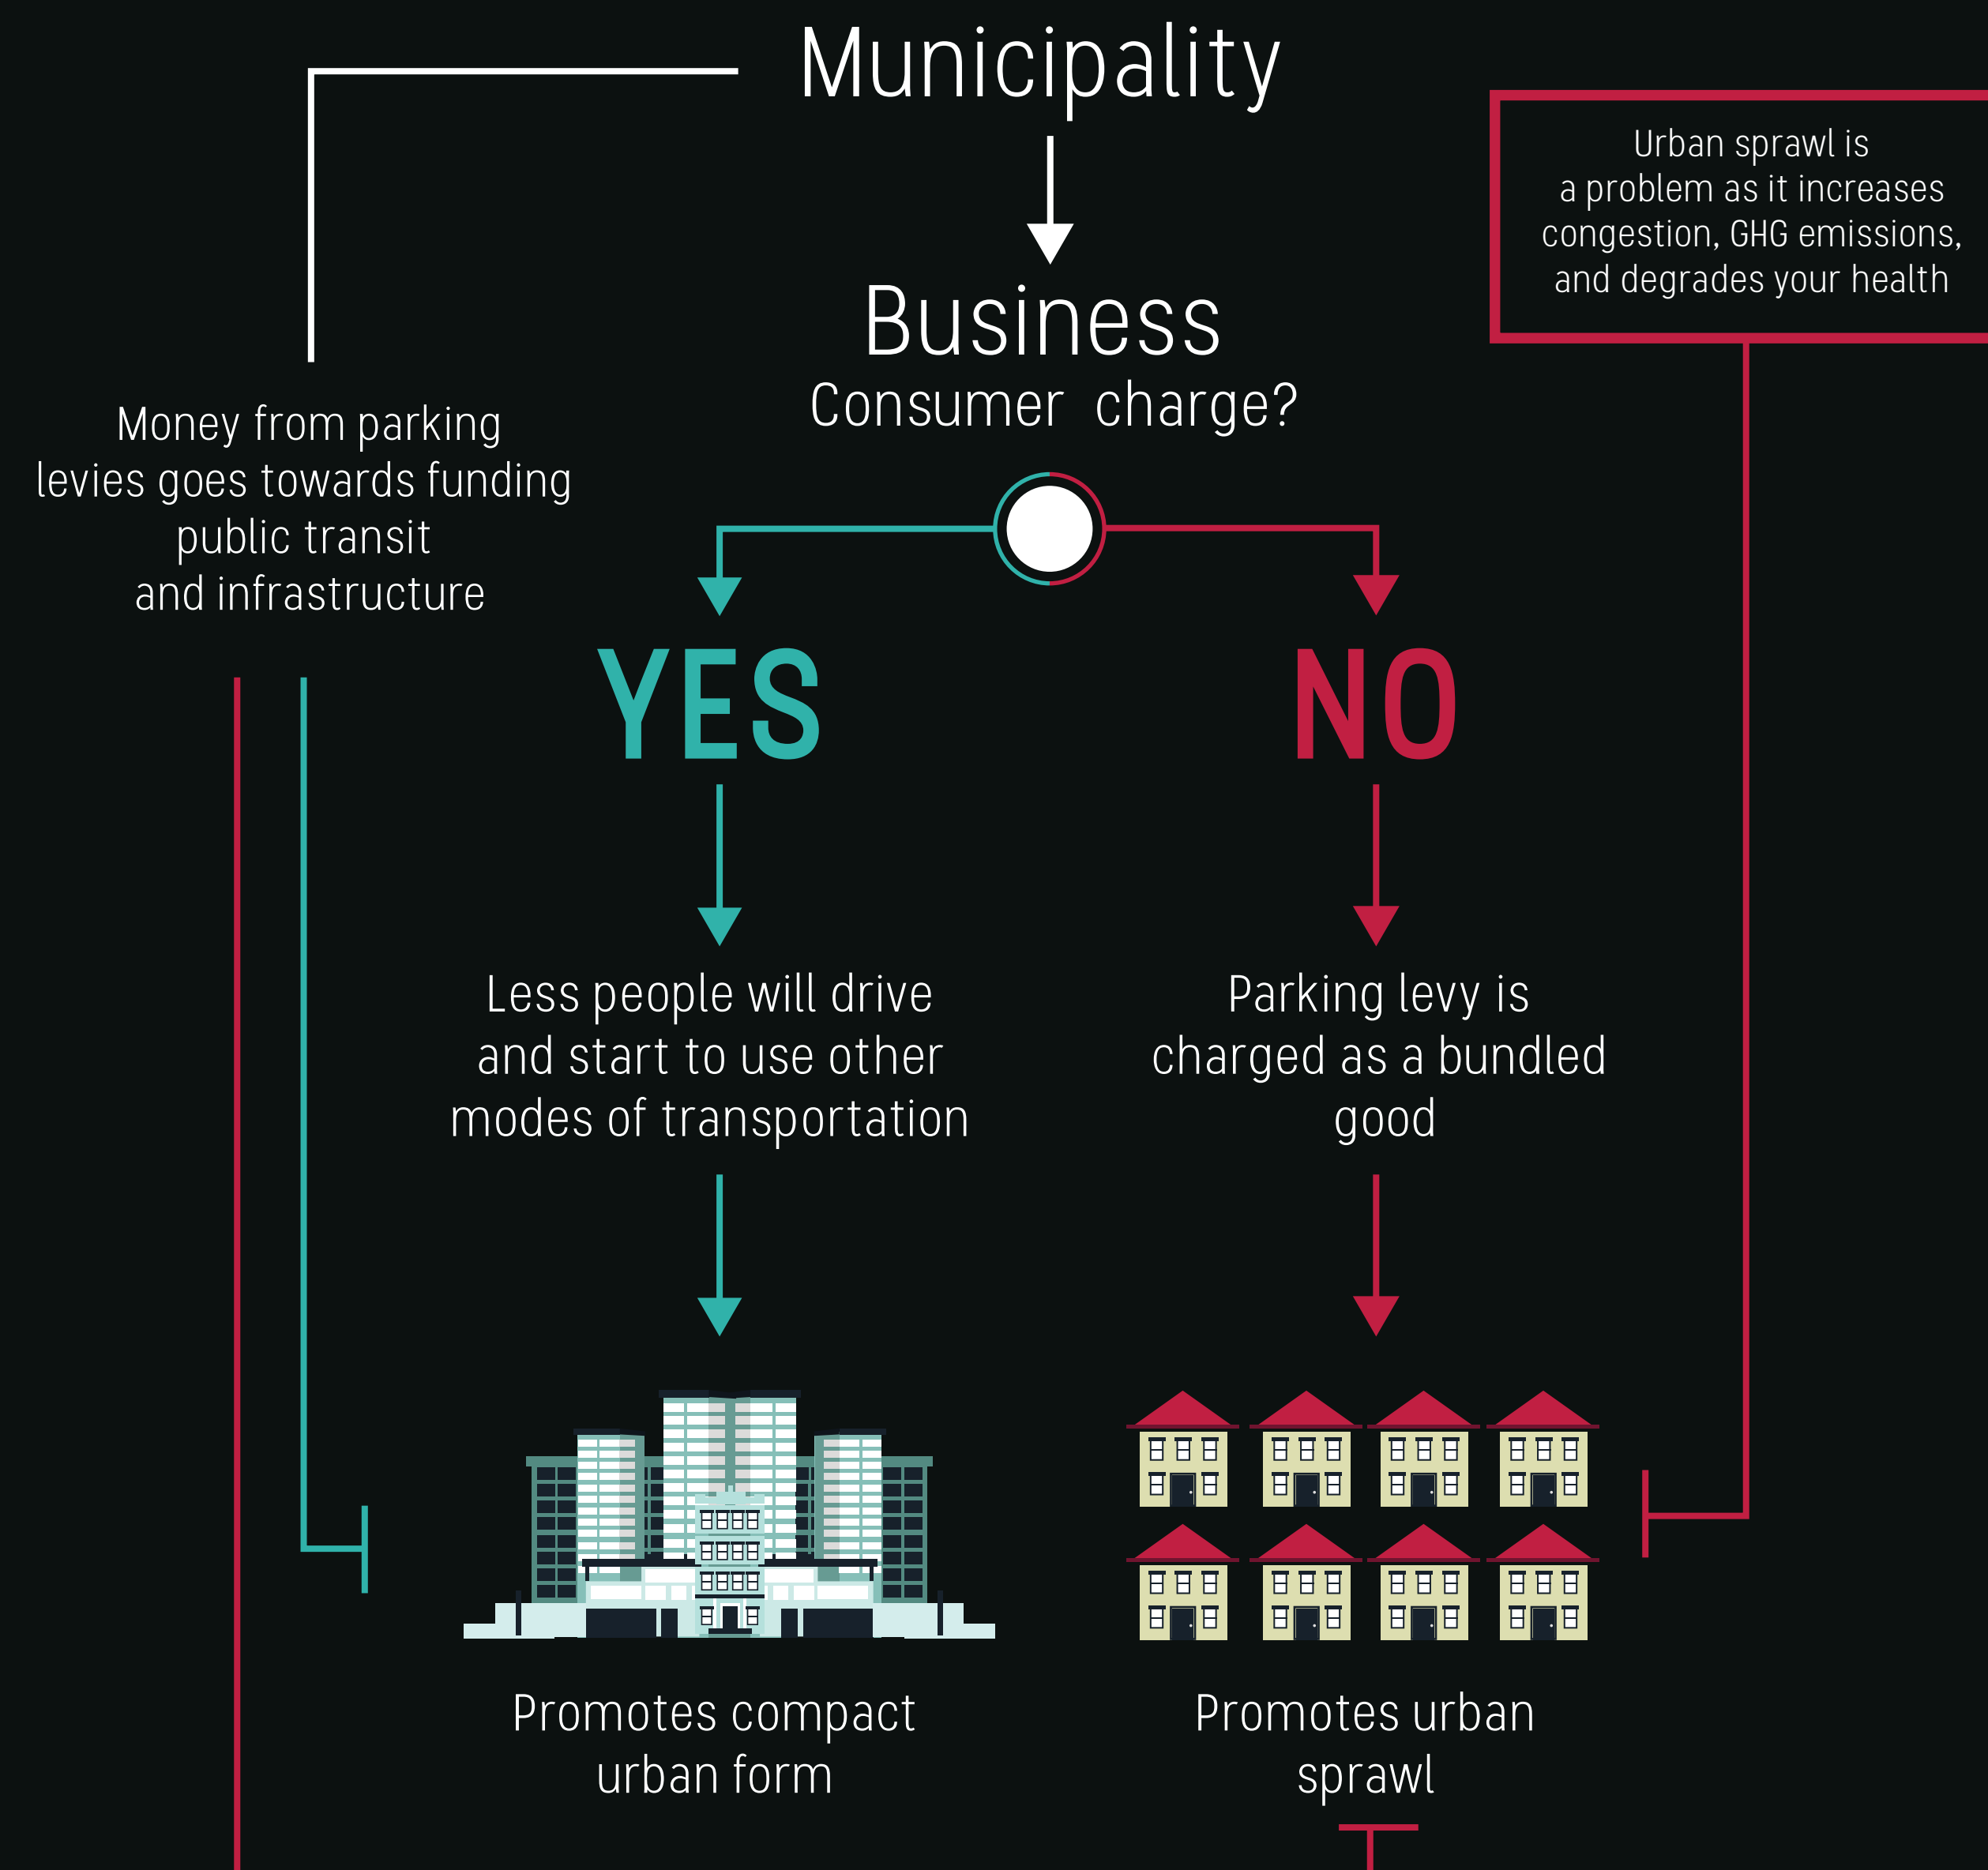 Municipality
Urban sprawl is
a problem as it increases
congestion, GHG emissions,
and degrades your health
Business
Consumer charge?
Money from parking
levies goes towards funding
public transit
and infrastructure
YES
NO
Less people will drive
and start to use other
modes of transportation
Parking levy is
charged as a bundled
good
Promotes compact
urban form
Promotes urban
sprawl